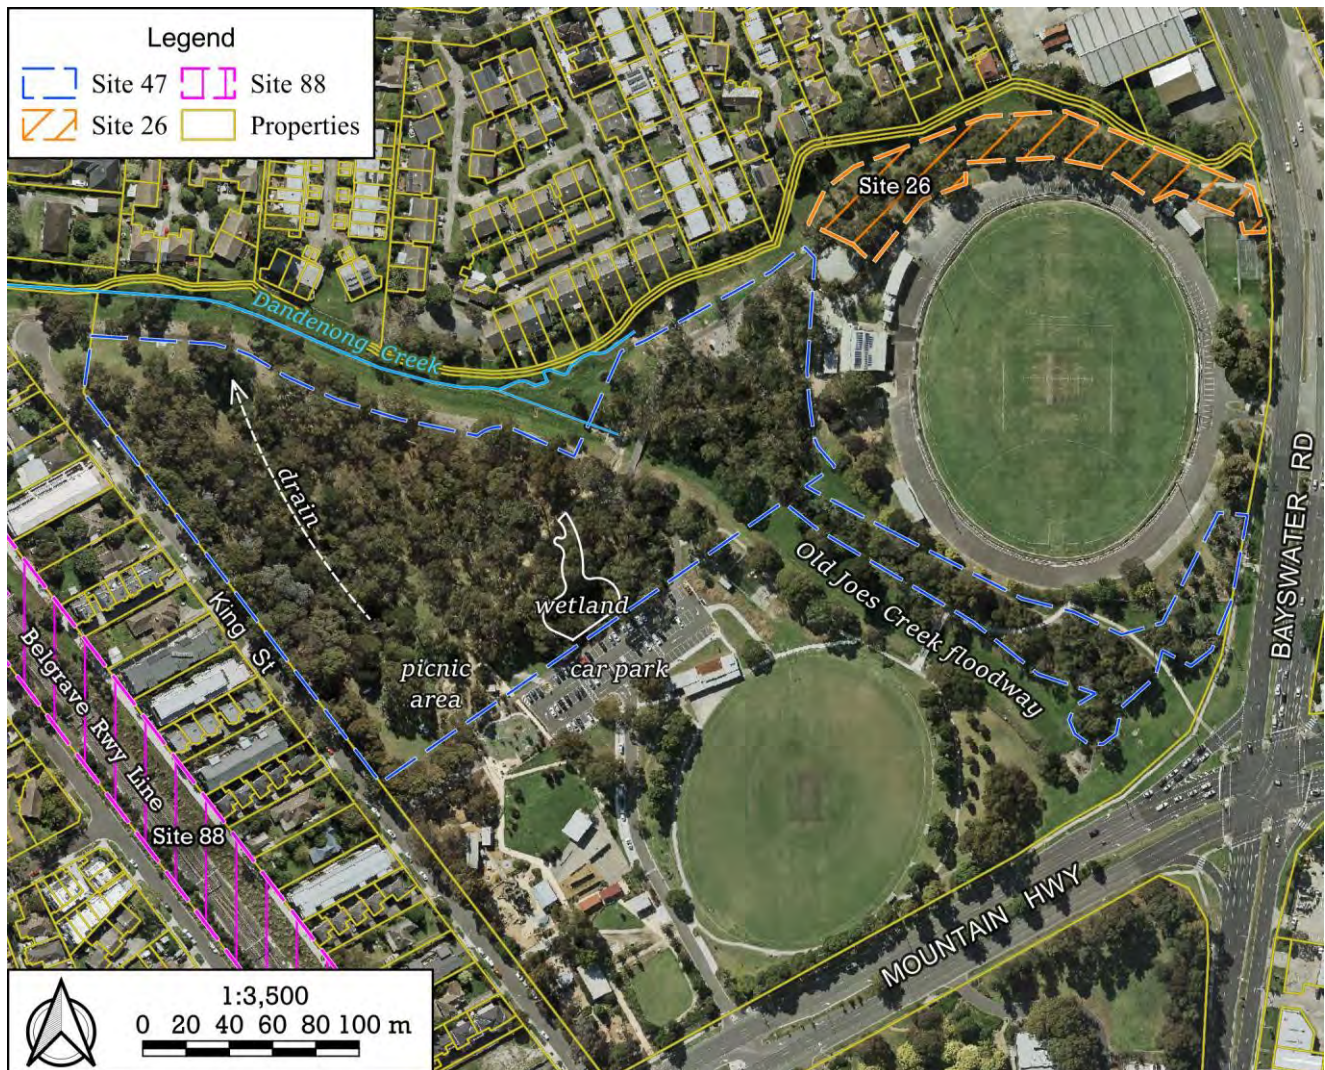 Legend
Site 47
Site 88
Site 26
Properties
Site 26
Dandenong Creek
drain
wetland
Old Joes Creek floodway
BAYSWATER RD
King St
picnic
area
car park
Belgrave Rwy Line
Site 88
MOUNTAIN HWY
1:3,500
0 20 40 60 80 100 m